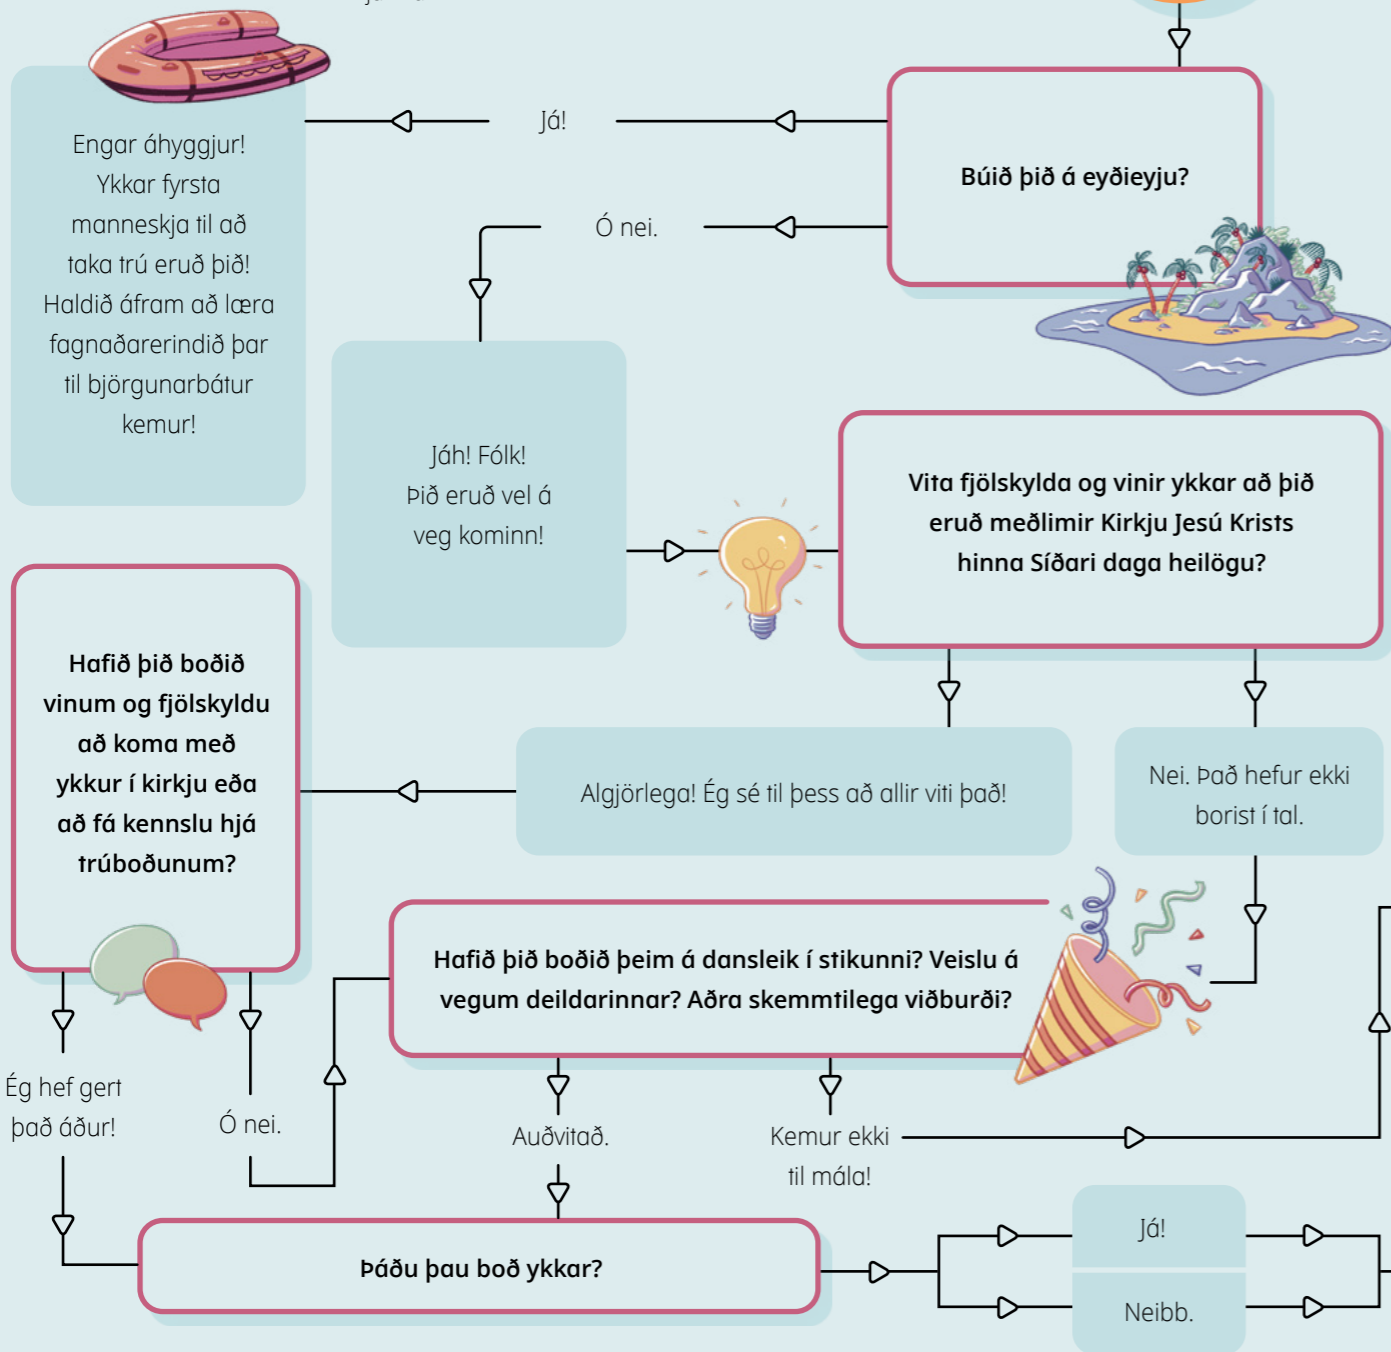 Búið þið á eyðieyju?
Já!
Engar áhyggjur!
Ykkar fyrsta
manneskja til að
taka trú eruð þið!
Haldið áfram að læra
fagnaðarerindið þar
til björgunarbátur
kemur!
Ó nei.
Jáh! Fólk!
Þið eruð vel á
veg kominn!
Vita fjölskylda og vinir ykkar að þið
eruð meðlimir Kirkju Jesú Krists
hinna Síðari daga heilögu?
Algjörlega! Ég sé til þess að allir viti það!
Nei. Það hefur ekki
borist í tal.
Hafið þið boðið
vinum og fjölskyldu
að koma með
ykkur í kirkju eða
að fá kennslu hjá
trúboðunum?
Ég hef gert
það áður!
Ó nei.
Hafið þið boðið þeim á dansleik í stikunni? Veislu á
vegum deildarinnar? Aðra skemmtilega viðburði?
Auðvitað.
Kemur ekki
til mála!
Þáðu þau boð ykkar?
Já!
Neibb.